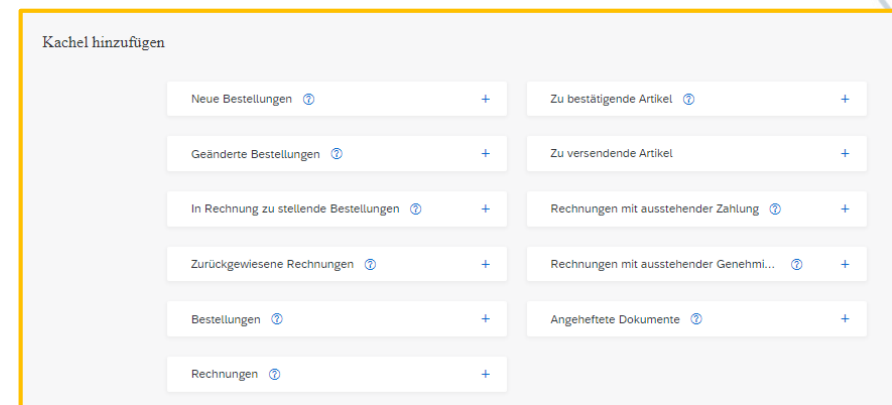 Kachel hinzufügen
Neue Bestellungen
Zu bestätigende Artikel
Geänderte Bestellungen
Zu versendende Artikel
In Rechnung zu stellende Bestellungen
Rechnungen mit ausstehender Zahlung
Zurückgewiesene Rechnungen
Rechnungen mit ausstehender Genehmi...
Bestellungen
Angeheftete Dokumente
Rechnungen